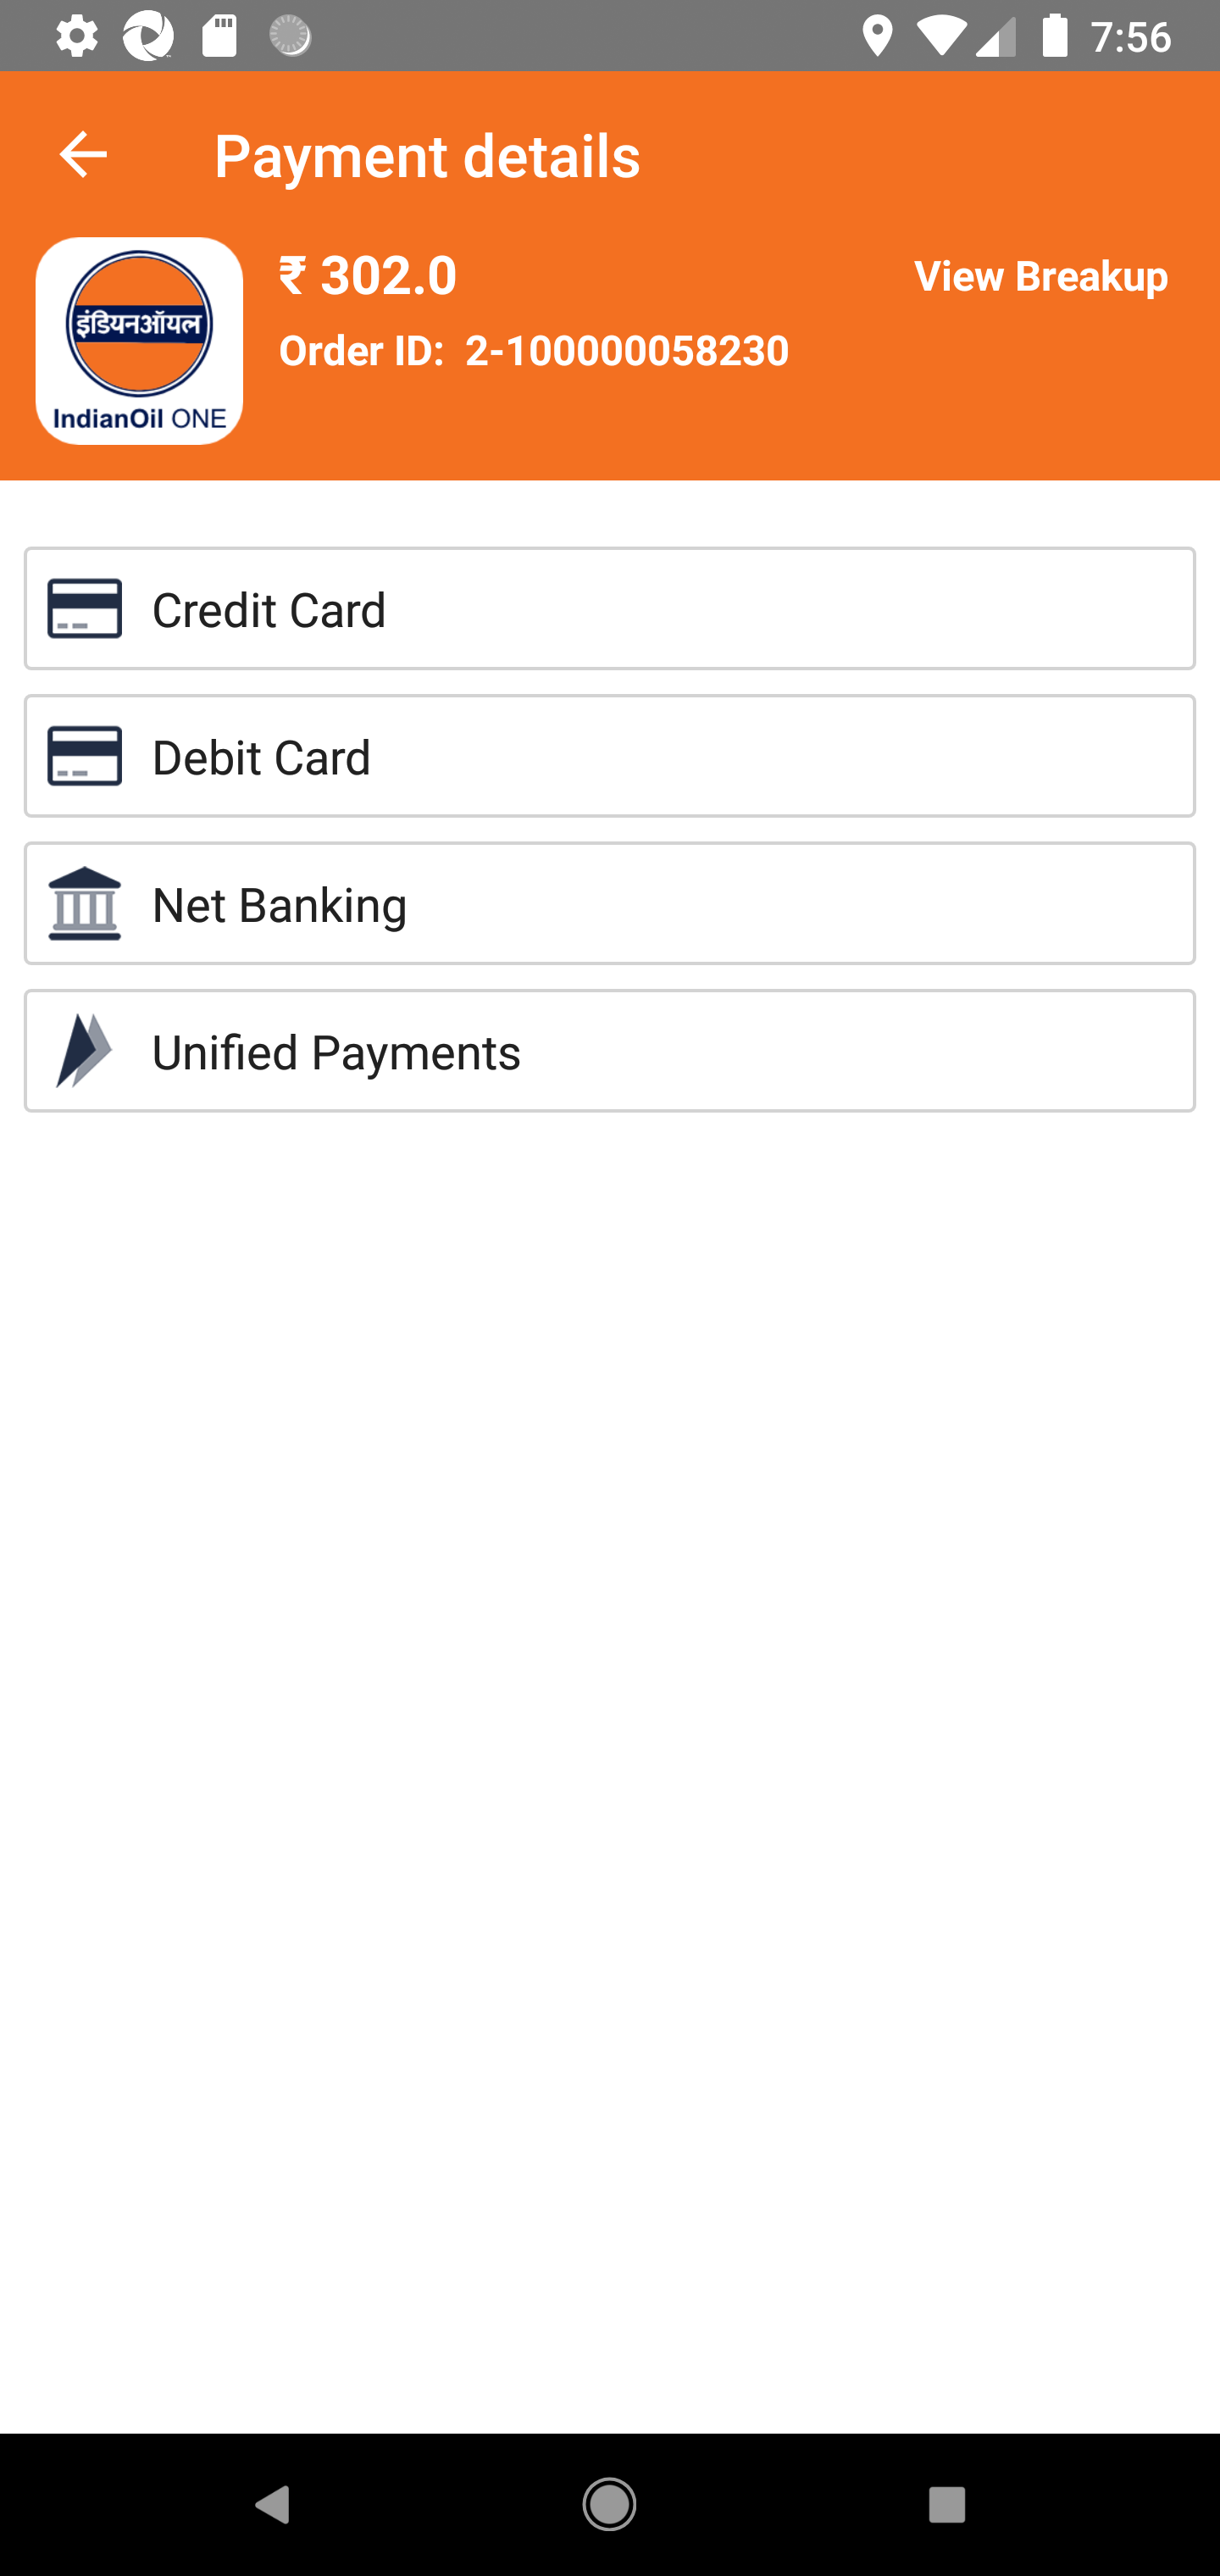 7:56
Payment details
₹ 302.0
View Breakup
Order ID: 2-100000058230
इंडियनऑयल
IndianOil ONE
Credit Card
Debit Card
Net Banking
Unified Payments